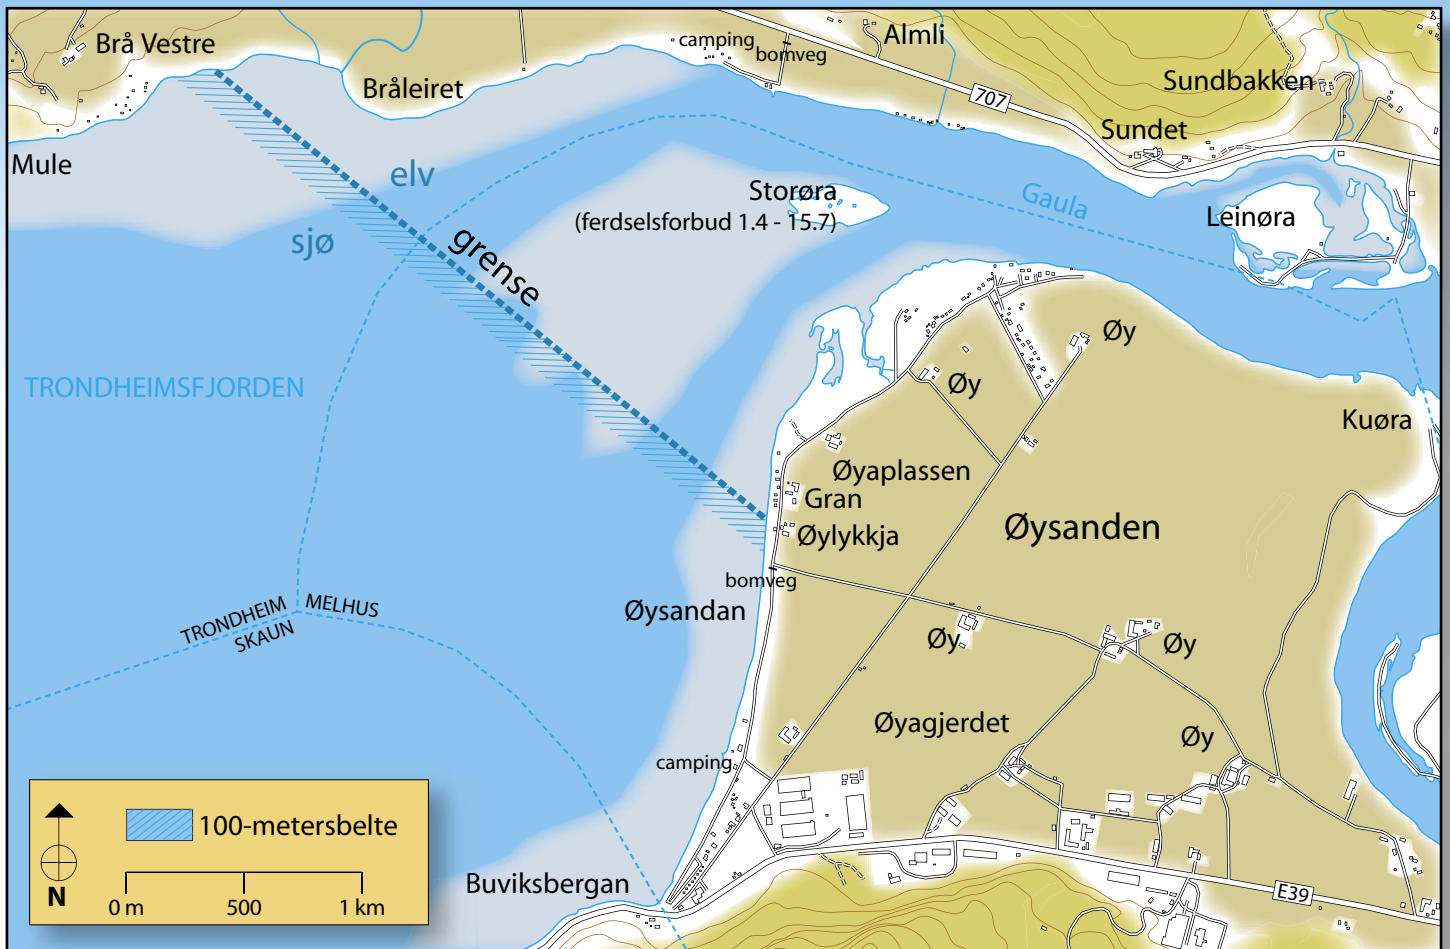 Brå Vestre
camping
bomveg
Almli
Bråleiret
707
Sundbakken
Sundet
Mule
elv
Storøra
(ferdselsforbud 1.4 - 15.7)
Gaula
Leinøra
sjø
grense
Øy
TRONDHEIMSFJORDEN
Øy
Kuøra
Øyaplassen
Gran
Øylykkja
Øysanden
bomveg
Øysandan
TRONDHEIM
MELHUS
SKAUN
Øy
Øy
Øyagjerdet
Øy
camping
100-metersbelte
N
0 m
500
1 km
Buviksbergan
E39